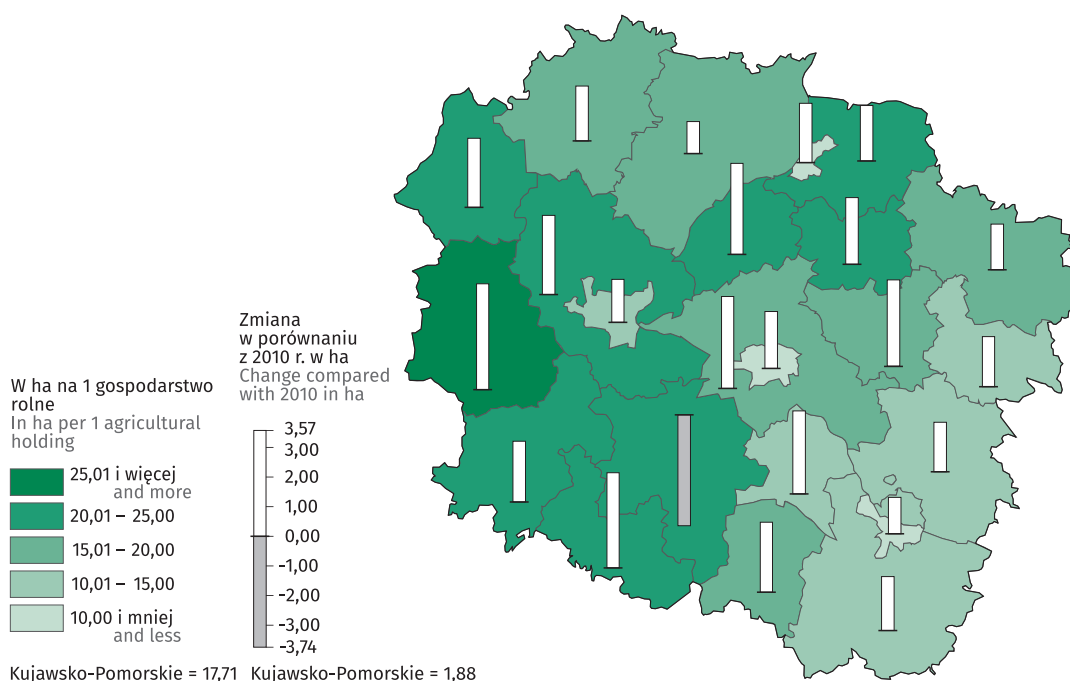 Zmiana
w porównaniu
z 2010 r. w ha
Change compared
with 2010 in ha
W ha na 1 gospodarstwo
rolne
In ha per 1 agricultural
holding
25,01 i więcej
and more
20,01 – 25,00
15,01 – 20,00
10,01 – 15,00
10,00 i mniej
and less
3,57
3,00
2,00
1,00
0,00
-1,00
-2,00
-3,00
-3,74
Kujawsko-Pomorskie = 17,71 Kujawsko-Pomorskie = 1,88